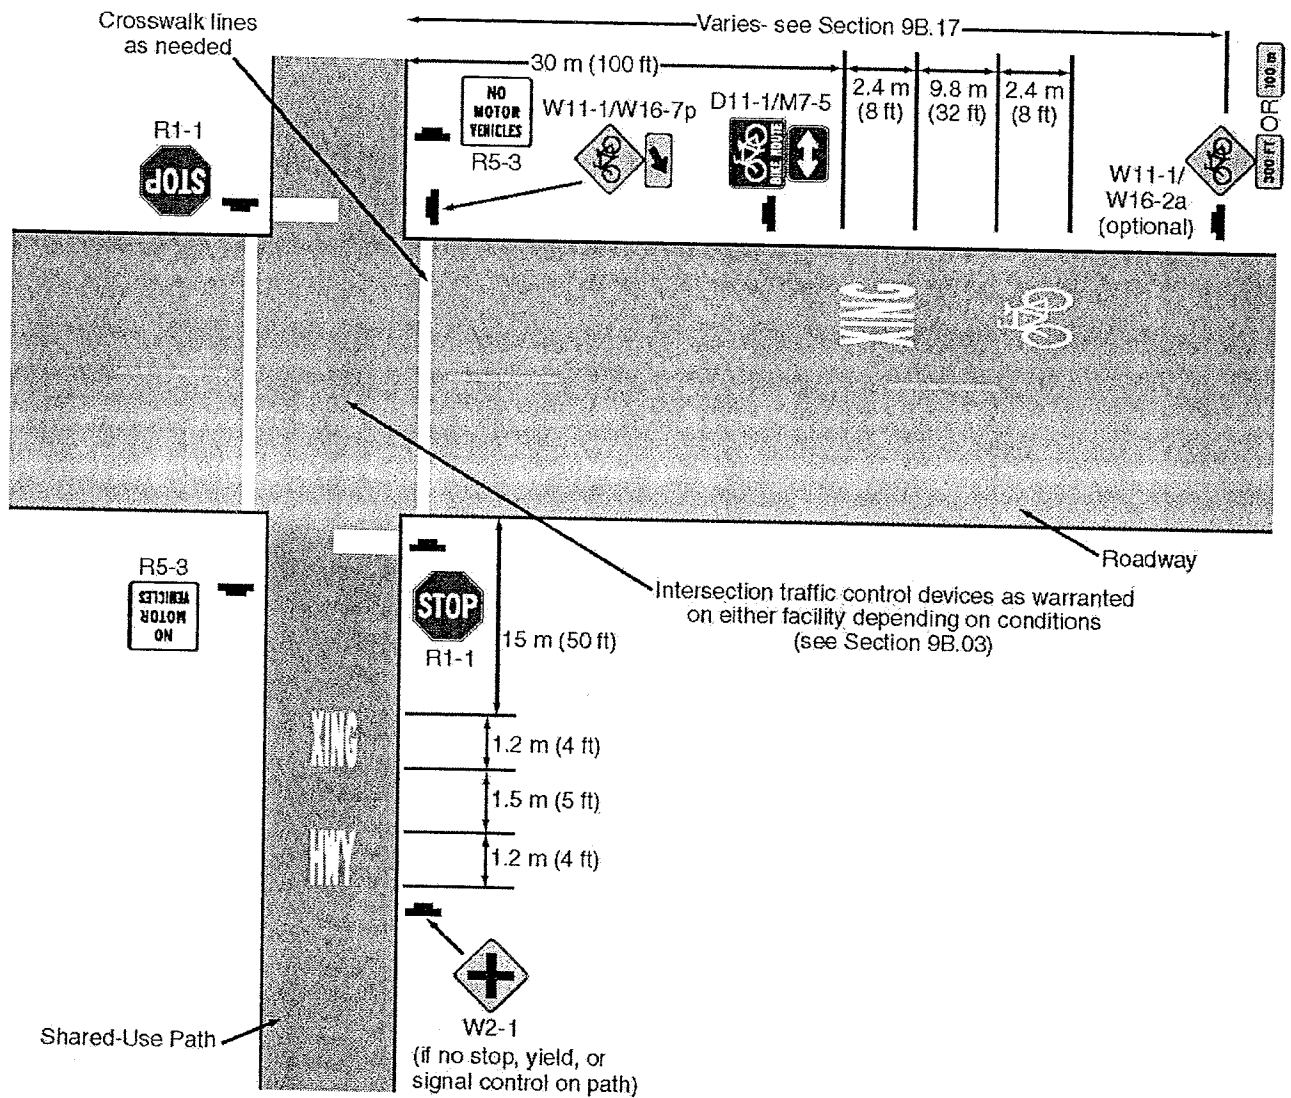 Crosswalk lines
as needed
Varies- see Section 9B.17
30 m (100 ft)
2.4 m
(8 ft)
9.8 m
(32 ft)
2.4 m
(8 ft)
R1-1
STOP
NO
MOTOR
VEHICLES
R5-3
W11-1/W16-7p
D11-1/M7-5
BIKE ROUTE
W11-1/
W16-2a
(optional)
300 FT
OR
100 m
XING
Roadway
Intersection traffic control devices as warranted
on either facility depending on conditions
(see Section 9B.03)
R5-3
NO
MOTOR
VEHICLES
STOP
R1-1
15 m (50 ft)
XING
1.2 m (4 ft)
1.5 m (5 ft)
HWY
1.2 m (4 ft)
W2-1
(if no stop, yield, or
signal control on path)
Shared-Use Path